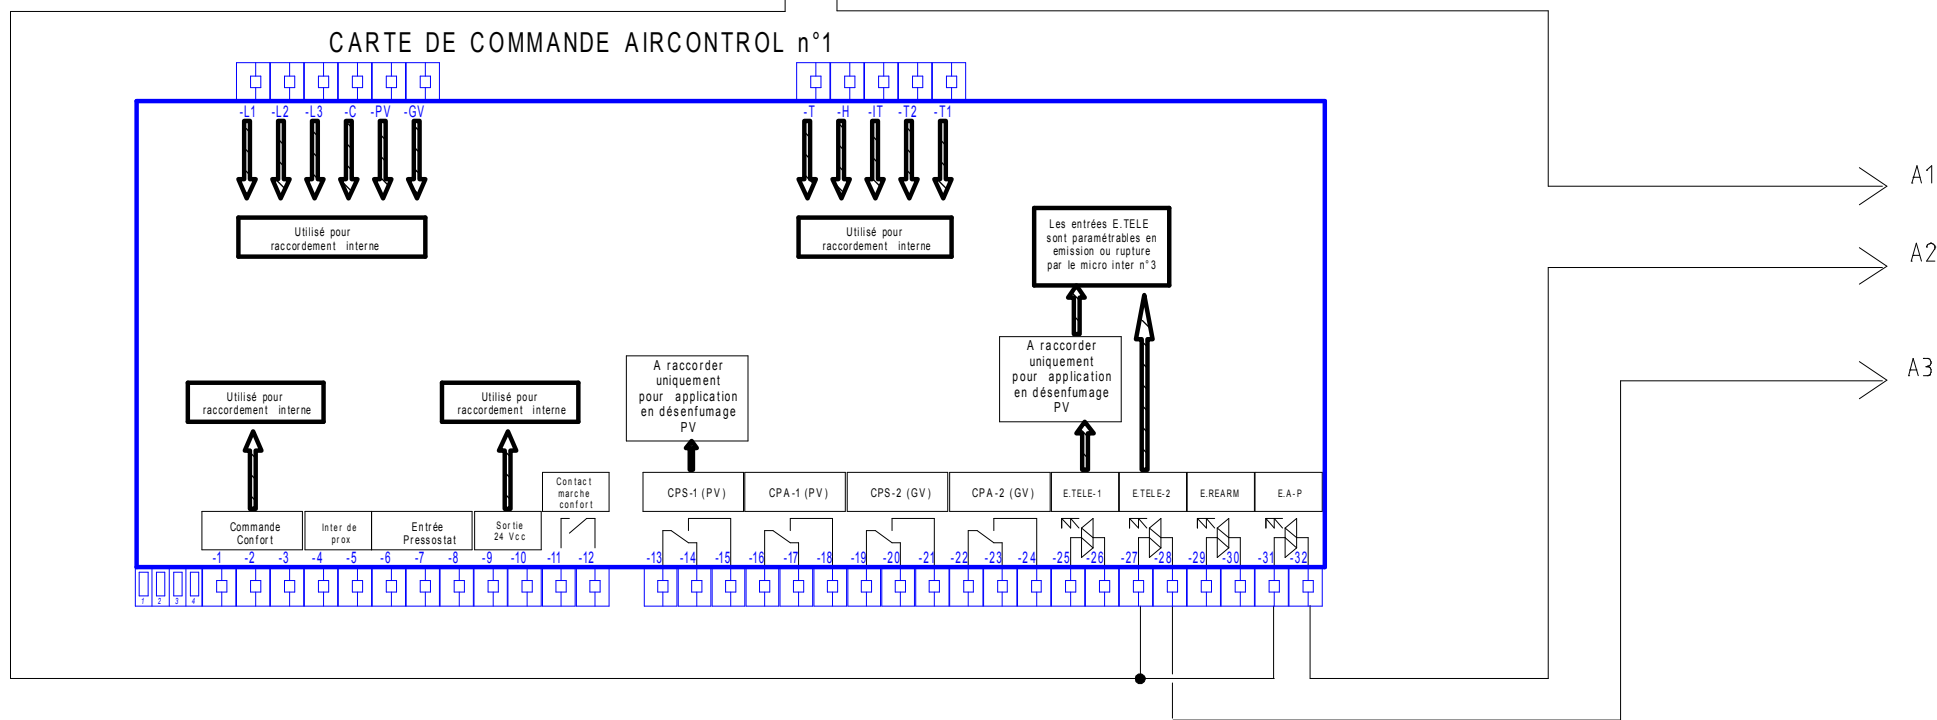 CARTE DE COMMANDE AIRCONTROL n°1
-L1 -L2 -L3 -C -PV -GV
-T -H -IT -T2 -T1
A1
Utilisé pour
raccordement interne
Utilisé pour
raccordement interne
Les entrées E.TELE
sont paramétrables en
emission ou rupture
par le micro inter n°3
A2
A raccorder
uniquement
pour application
en désenfumage
PV
A raccorder
uniquement
pour application
en désenfumage
PV
A3
Utilisé pour
raccordement interne
Utilisé pour
raccordement interne
Contact
marche
confort
CPS-1 (PV)
CPA-1 (PV)
CPS-2 (GV)
CPA-2 (GV)
E.TELE-1
E.TELE-2
E.REARM
E.A-P
Commande
Confort
Inter de
prox
Entrée
Pressostat
Sortie
24 Vcc
-1 -2 -3 -4 -5 -6 -7 -8 -9 -10 -11 -12
-13 -14 -15 -16 -17 -18 -19 -20 -21 -22 -23 -24 -25 -26 -27 -28 -29 -30 -31 -32
1 2 3 4